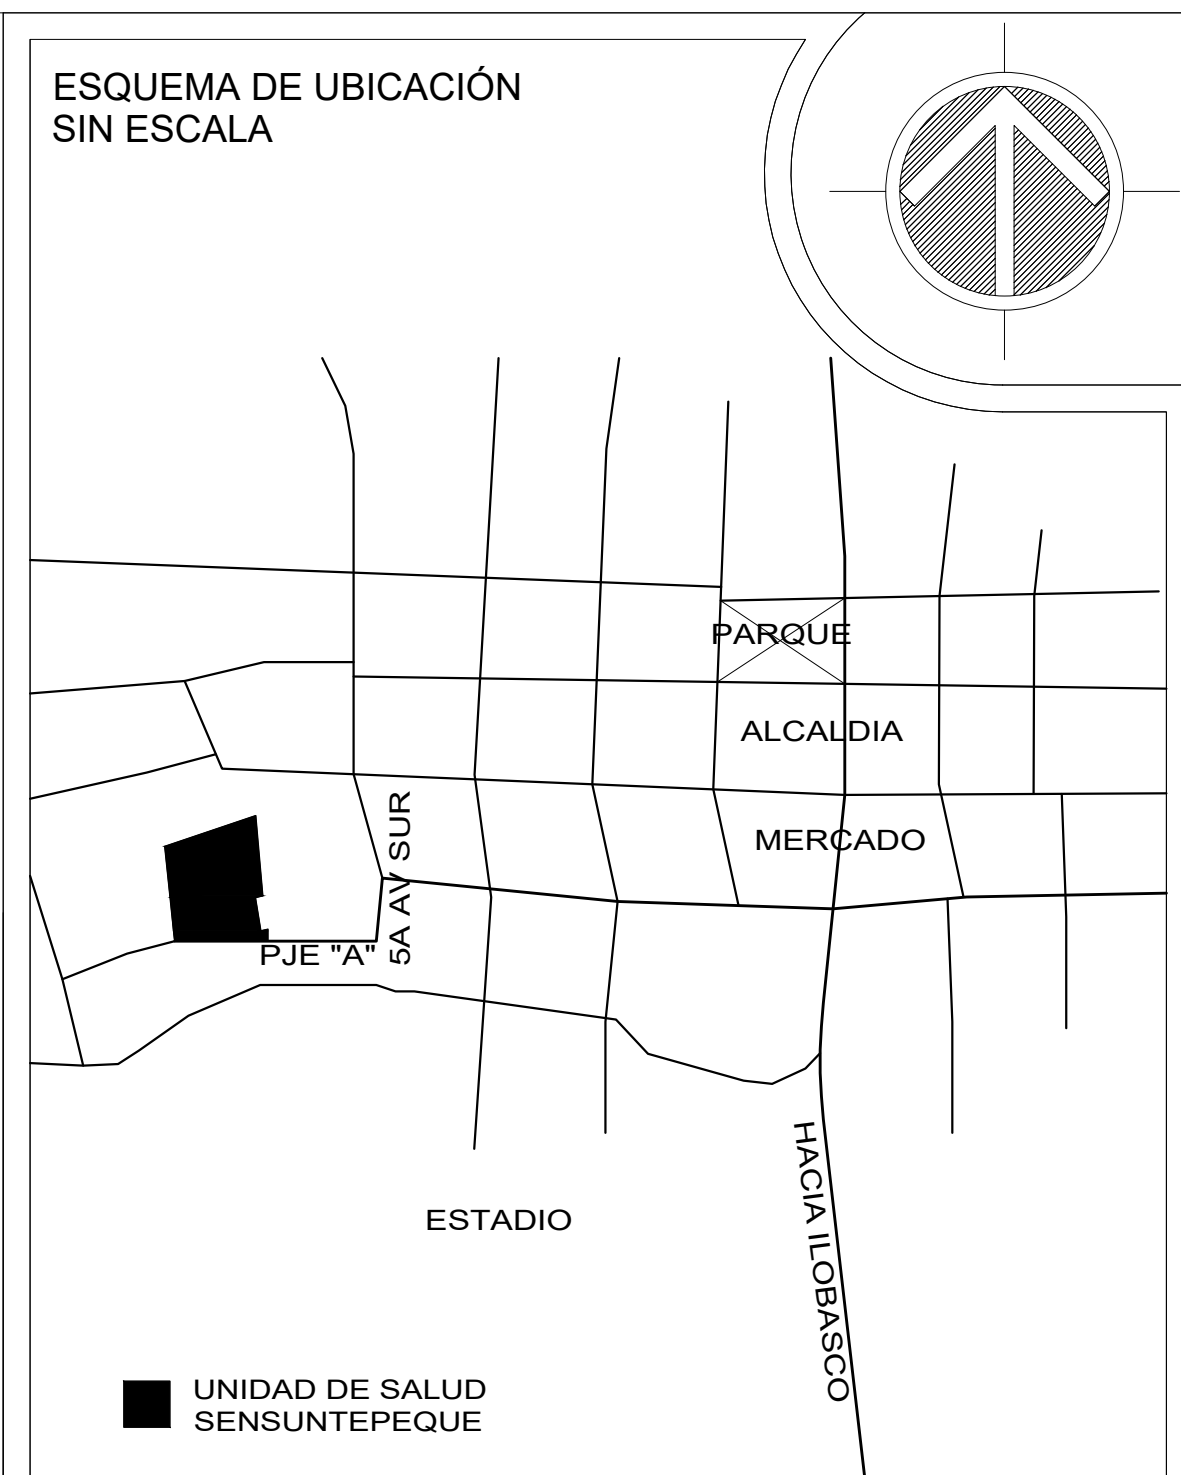 ESQUEMA DE UBICACIÓN
SIN ESCALA
PARQUE
ALCALDIA
MERCADO
5A AV SUR
PJE "A"
HACIA ILOBASCO
ESTADIO
UNIDAD DE SALUD
SENSUNTEPEQUE